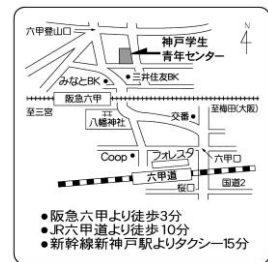 六甲登山口
神戸学生
青年センター
4
みなとBK
三井住友BK
阪急六甲
至三宮
至梅田(大阪)
八幡神社
交番
Coop
フォレスタ
六甲口
六甲道
桜口
国道2
●阪急六甲より徒歩3分
●JR六甲道より徒歩10分
●新幹線新神戸駅よりタクシー15分